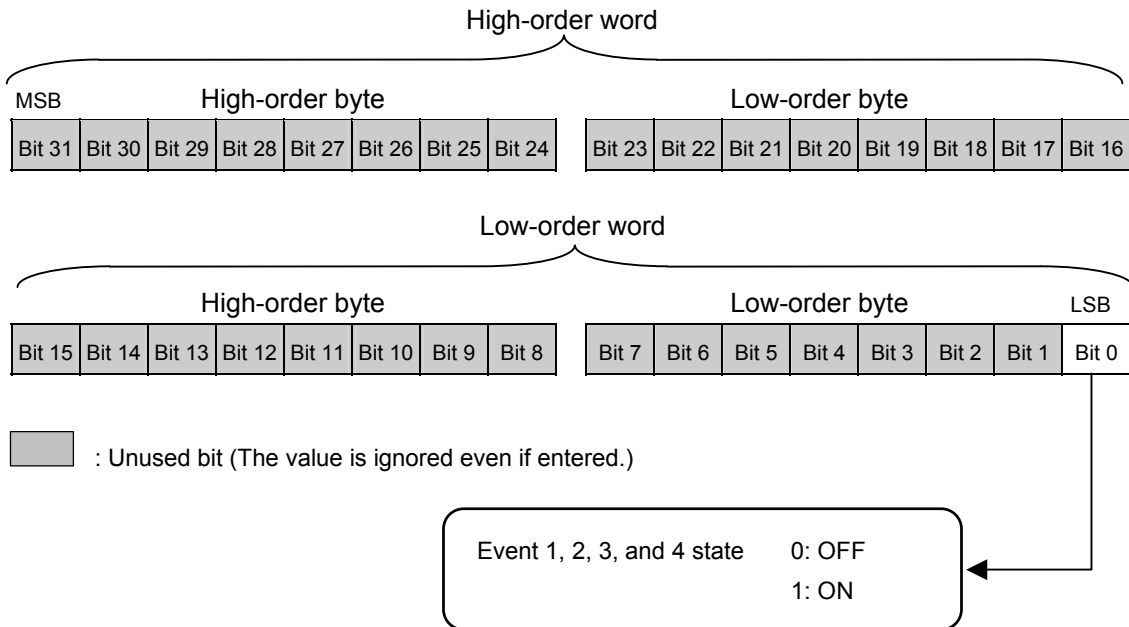 High-order word
MSB High-order byte Low-order byte
Bit 31 Bit 30 Bit 29 Bit 28 Bit 27 Bit 26 Bit 25 Bit 24 Bit 23 Bit 22 Bit 21 Bit 20 Bit 19 Bit 18 Bit 17 Bit 16
Low-order word
High-order byte Low-order byte LSB
Bit 15 Bit 14 Bit 13 Bit 12 Bit 11 Bit 10 Bit 9 Bit 8 Bit 7 Bit 6 Bit 5 Bit 4 Bit 3 Bit 2 Bit 1 Bit 0
: Unused bit (The value is ignored even if entered.)
Event 1, 2, 3, and 4 state 0: OFF
1: ON